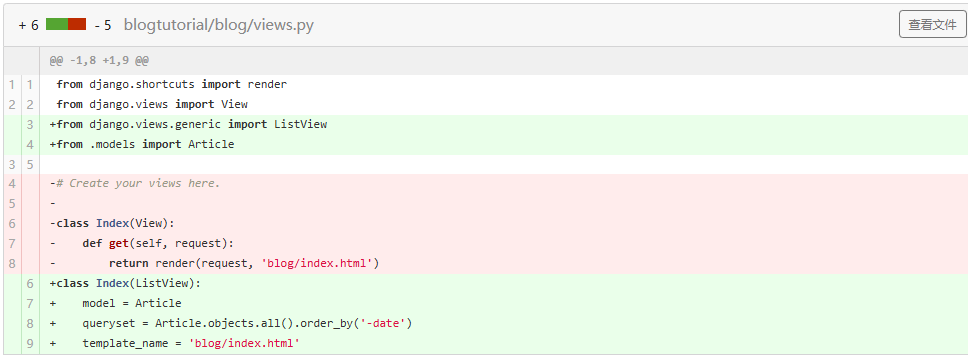 + 6 - 5 blogtutorial/blog/views.py 查看文件
@@ -1,8 +1,9 @@
1 1 from django.shortcuts import render
2 2 from django.views import View
3 +from django.views.generic import ListView
4 +from .models import Article
3 5
4 -# Create your views here.
5 -
6 -class Index(View):
7 -    def get(self, request):
8 -        return render(request, 'blog/index.html')
6 +class Index(ListView):
7 +    model = Article
8 +    queryset = Article.objects.all().order_by('-date')
9 +    template_name = 'blog/index.html'